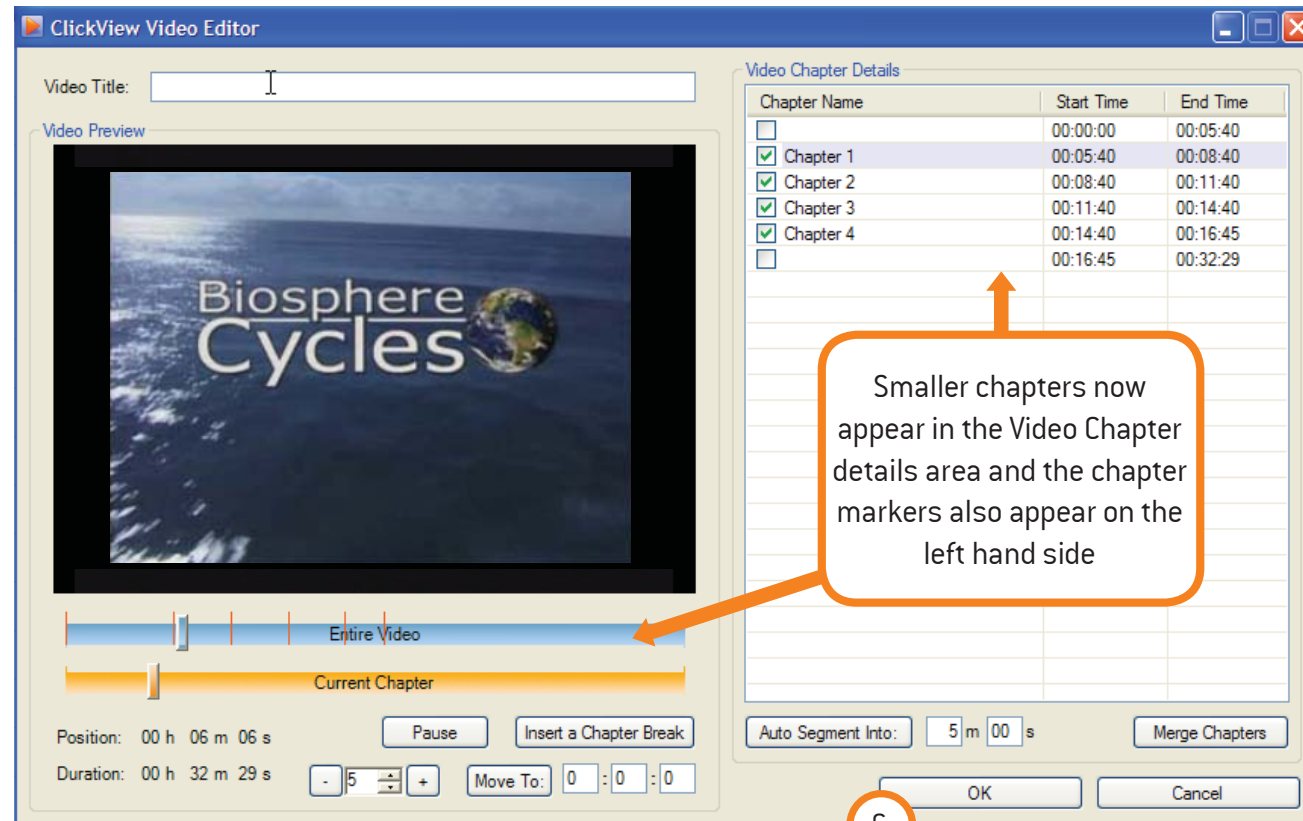 ClickView Video Editor
Video Title:
Video Preview
Biosphere
Cycles
Entire Video
Current Chapter
Position: 00 h 06 m 06 s
Pause
Insert a Chapter Break
Duration: 00 h 32 m 29 s
- 5 +
Move To: 0 : 0 : 0
Video Chapter Details
Chapter Name Start Time End Time
00:00:00 00:05:40
Chapter 1 00:05:40 00:08:40
Chapter 2 00:08:40 00:11:40
Chapter 3 00:11:40 00:14:40
Chapter 4 00:14:40 00:16:45
00:16:45 00:32:29
Smaller chapters now
appear in the Video Chapter
details area and the chapter
markers also appear on the
left hand side
Auto Segment Into: 5 m 00 s
Merge Chapters
OK
Cancel